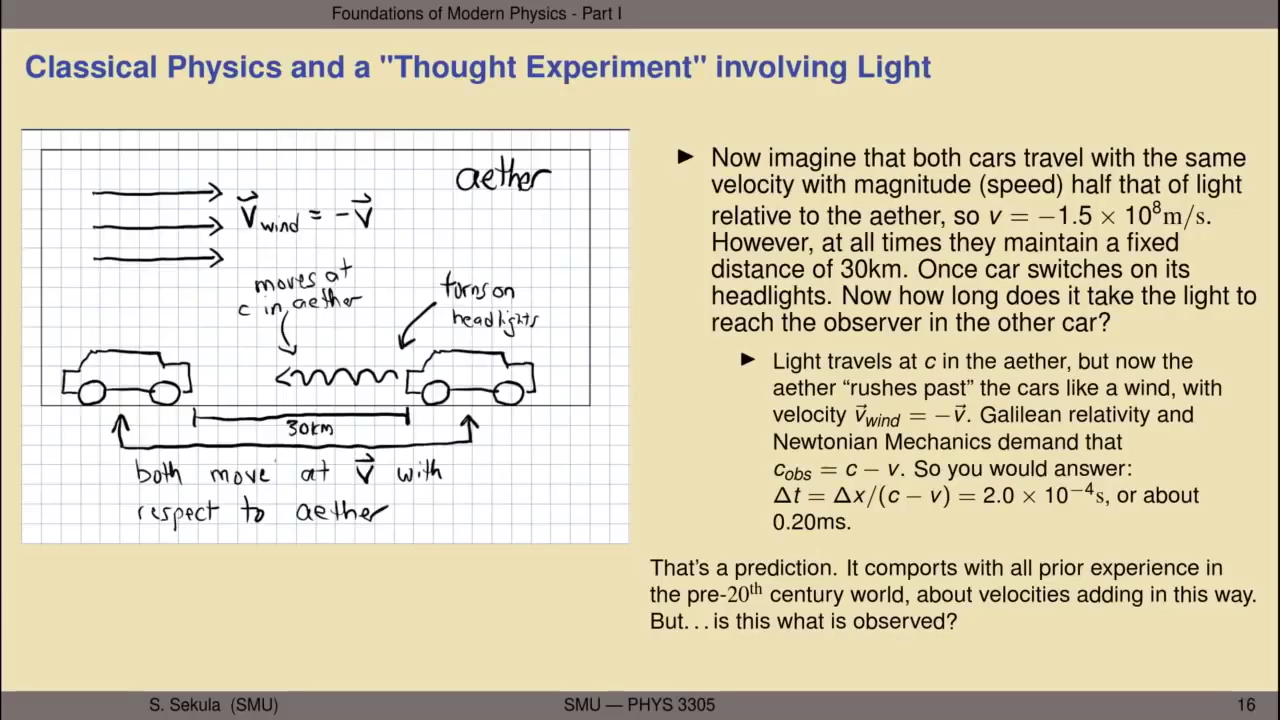 Foundations of Modern Physics - Part I
Classical Physics and a "Thought Experiment" involving Light
aether
V⃗wind = -V⃗
moves at
c in aether
turns on
headlights
30km
both move at V⃗ with
respect to aether
► Now imagine that both cars travel with the same
velocity with magnitude (speed) half that of light
relative to the aether, so v = −1.5 × 10⁸m/s.
However, at all times they maintain a fixed
distance of 30km. Once car switches on its
headlights. Now how long does it take the light to
reach the observer in the other car?
► Light travels at c in the aether, but now the
aether “rushes past” the cars like a wind, with
velocity v⃗wind = −v⃗. Galilean relativity and
Newtonian Mechanics demand that
cobs = c − v. So you would answer:
Δt = Δx/(c − v) = 2.0 × 10⁻⁴s, or about
0.20ms.
That’s a prediction. It comports with all prior experience in
the pre-20th century world, about velocities adding in this way.
But. . . is this what is observed?
S. Sekula (SMU)
SMU — PHYS 3305
16